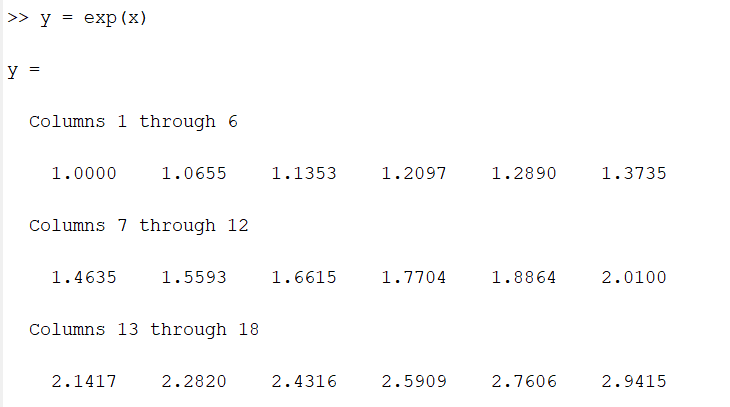 >> y = exp(x)
y =
Columns 1 through 6
1.0000 1.0655 1.1353 1.2097 1.2890 1.3735
Columns 7 through 12
1.4635 1.5593 1.6615 1.7704 1.8864 2.0100
Columns 13 through 18
2.1417 2.2820 2.4316 2.5909 2.7606 2.9415